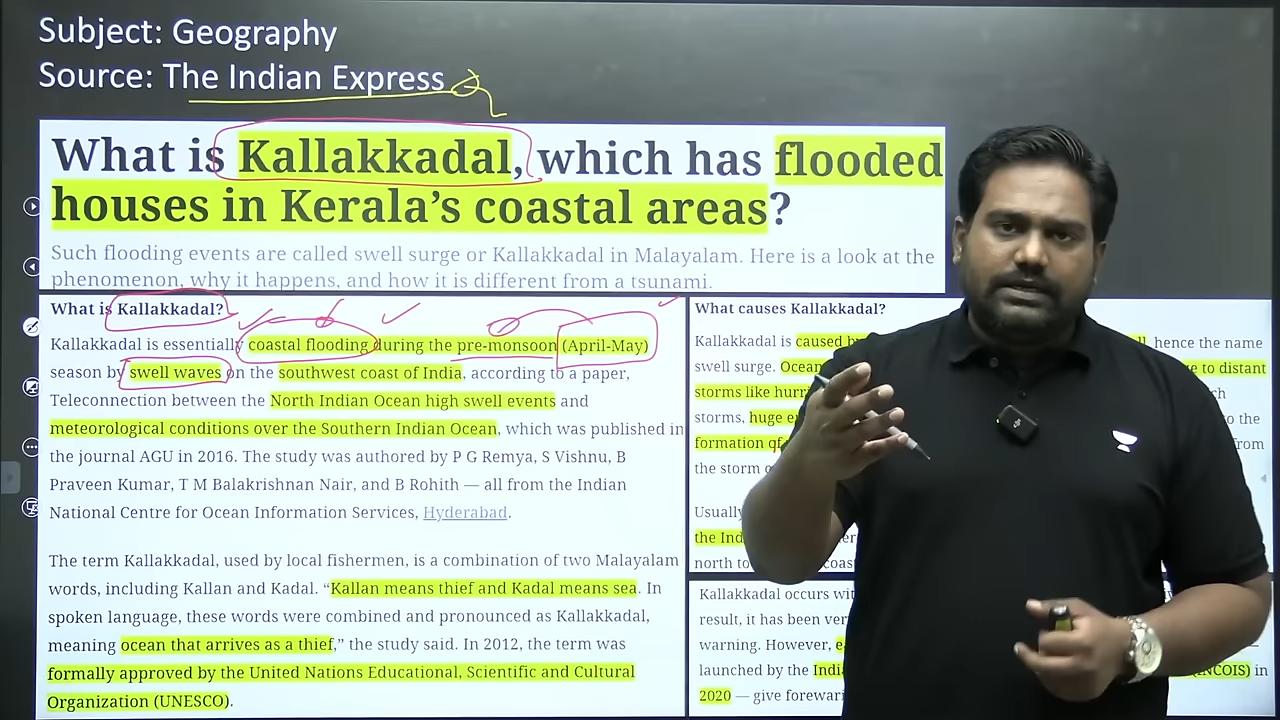 Subject: Geography
Source: The Indian Express
What is Kallakkadal, which has flooded
houses in Kerala's coastal areas?
Such flooding events are called swell surge or Kallakkadal in Malayalam. Here is a look at the
phenomenon, why it happens, and how it is different from a tsunami.
What is Kallakkadal?
Kallakkadal is essentially coastal flooding during the pre-monsoon (April-May)
season by swell waves on the southwest coast of India, according to a paper,
Teleconnection between the North Indian Ocean high swell events and
meteorological conditions over the Southern Indian Ocean, which was published in
the journal AGU in 2016. The study was authored by P G Remya, S Vishnu, B
Praveen Kumar, T M Balakrishnan Nair, and B Rohith — all from the Indian
National Centre for Ocean Information Services, Hyderabad.
The term Kallakkadal, used by local fishermen, is a combination of two Malayalam
words, including Kallan and Kadal. “Kallan means thief and Kadal means sea. In
spoken language, these words were combined and pronounced as Kallakkadal,
meaning ocean that arrives as a thief,” the study said. In 2012, the term was
formally approved by the United Nations Educational, Scientific and Cultural
Organization (UNESCO).
What causes Kallakkadal?
Kallakkadal is caused hence the name
swell surge. to distant
storms like
storms, huge the
formation of from
the storm
Usually
the
north to
Kallakkadal occurs
result, it has been
warning. However,
launched by the (INCOIS) in
2020 — give